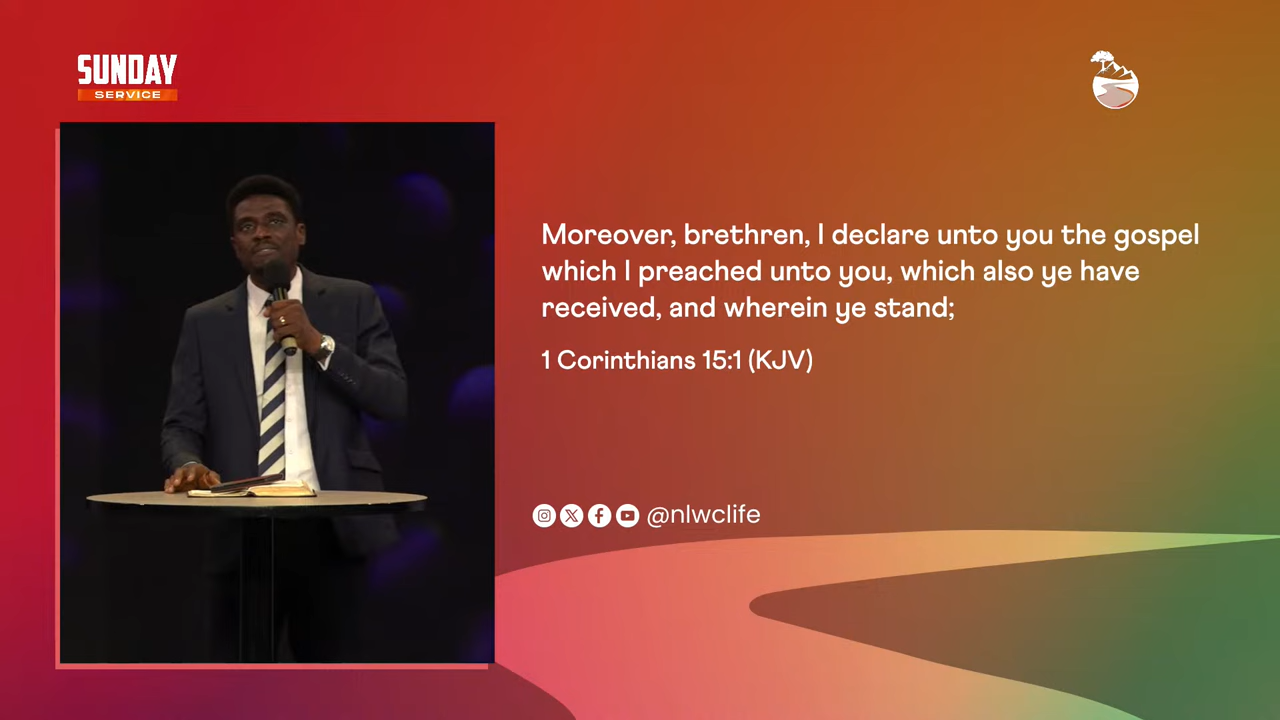 SUNDAY
SERVICE
Moreover, brethren, I declare unto you the gospel
which I preached unto you, which also ye have
received, and wherein ye stand;
1 Corinthians 15:1 (KJV)
@nlwclife